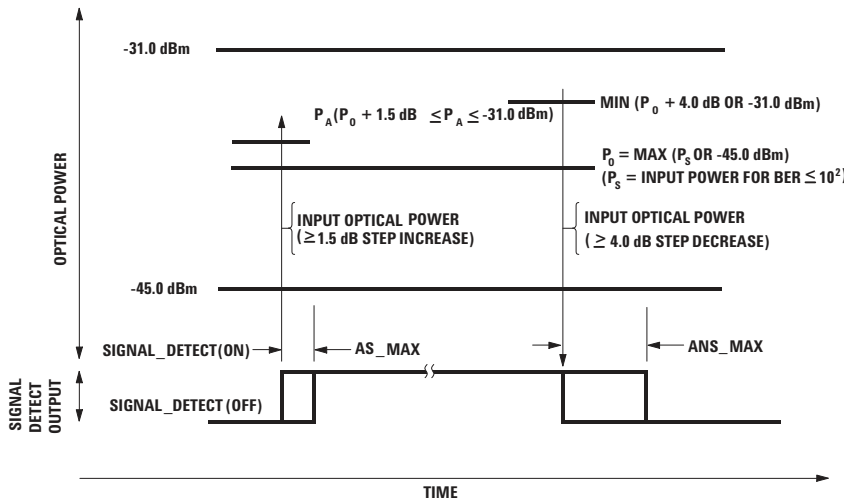 -31.0 dBm
MIN (PO + 4.0 dB OR -31.0 dBm)
PA(PO + 1.5 dB ≤ PA ≤ -31.0 dBm)
PO = MAX (PS OR -45.0 dBm)
(PS = INPUT POWER FOR BER ≤ 10²)
OPTICAL POWER
INPUT OPTICAL POWER
(≥1.5 dB STEP INCREASE)
INPUT OPTICAL POWER
(≥ 4.0 dB STEP DECREASE)
-45.0 dBm
SIGNAL_DETECT(ON)
AS_MAX
ANS_MAX
SIGNAL
DETECT
OUTPUT
SIGNAL_DETECT (OFF)
TIME